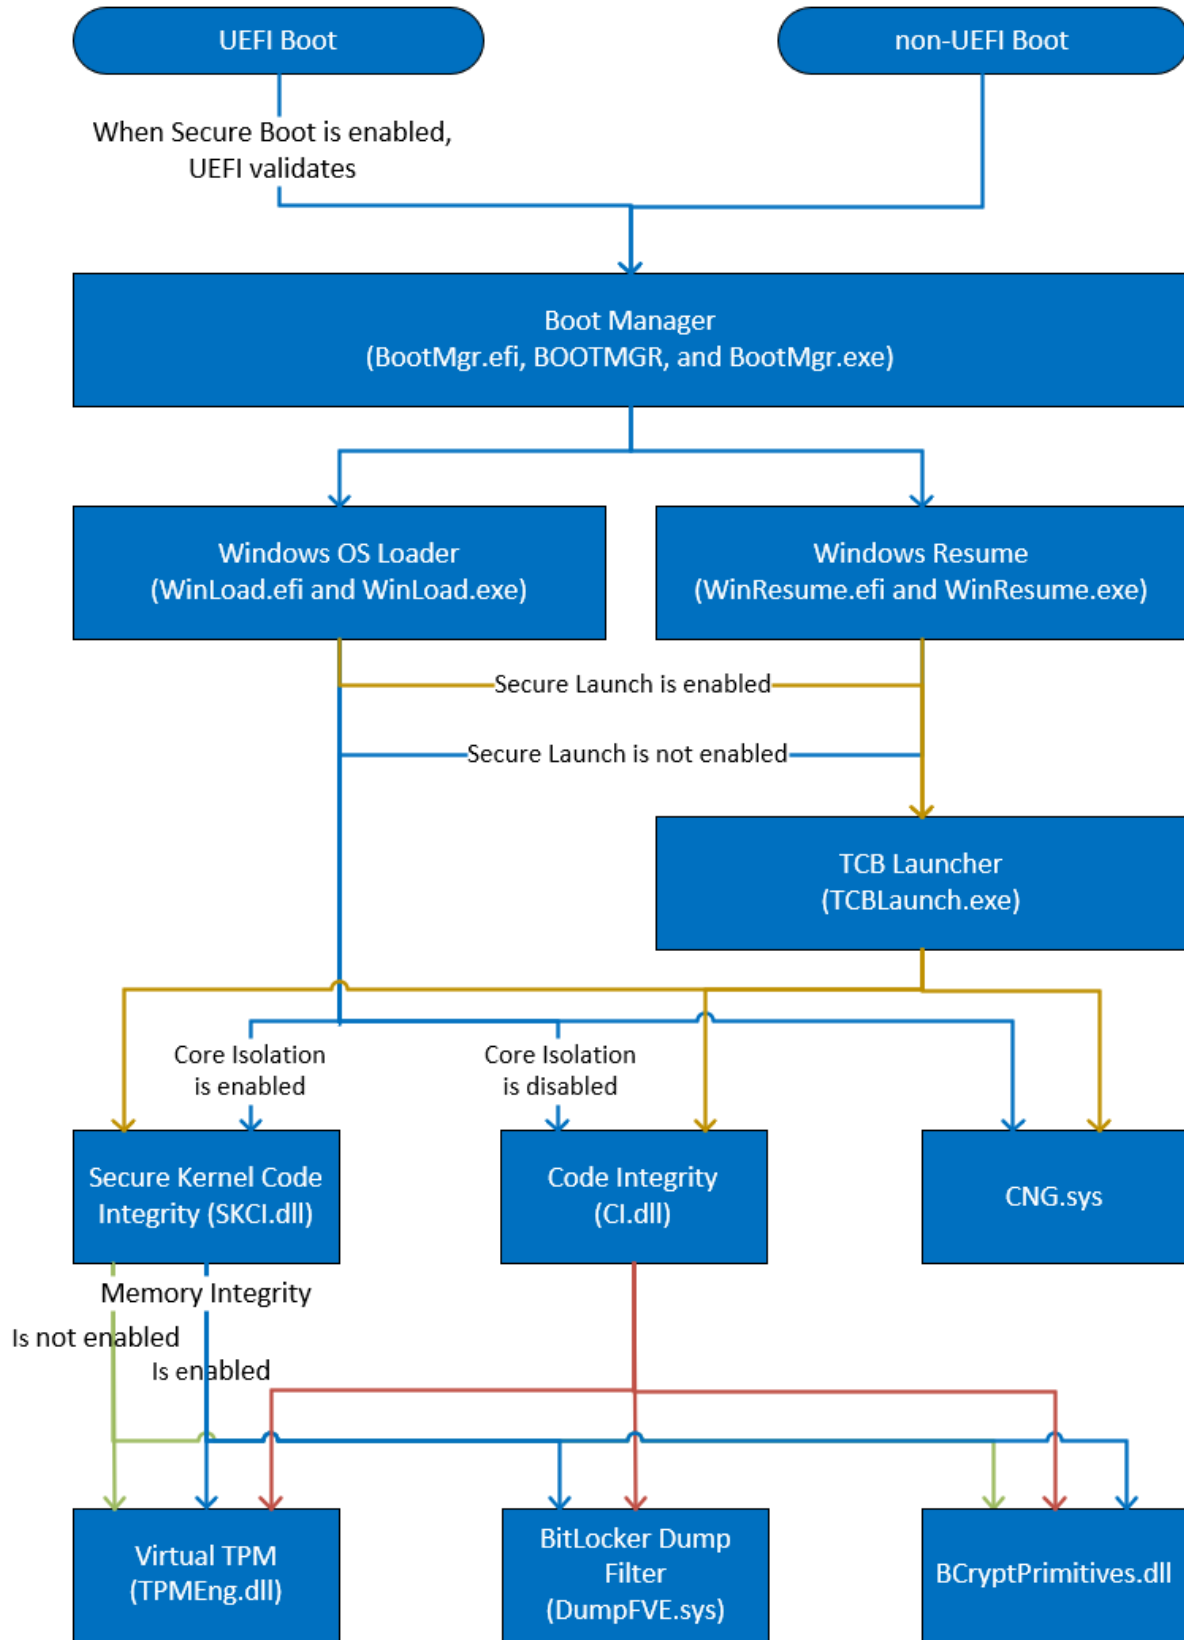 UEFI Boot
non-UEFI Boot
When Secure Boot is enabled,
UEFI validates
Boot Manager
(BootMgr.efi, BOOTMGR, and BootMgr.exe)
Windows OS Loader
(WinLoad.efi and WinLoad.exe)
Windows Resume
(WinResume.efi and WinResume.exe)
Secure Launch is enabled
Secure Launch is not enabled
TCB Launcher
(TCBLaunch.exe)
Core Isolation
is enabled
Core Isolation
is disabled
Secure Kernel Code
Integrity (SKCI.dll)
Code Integrity
(CI.dll)
CNG.sys
Memory Integrity
Is not enabled
Is enabled
Virtual TPM
(TPMEng.dll)
BitLocker Dump
Filter
(DumpFVE.sys)
BCryptPrimitives.dll